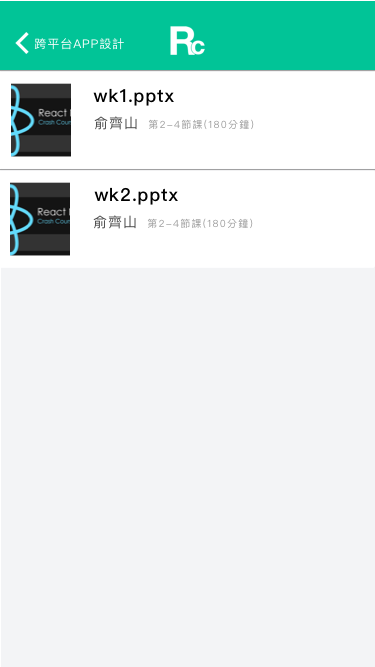 跨平台APP設計
Rc
React
Crash Cour
wk1.pptx
俞齊山 第2-4節課(180分鐘)
React
Crash Cour
wk2.pptx
俞齊山 第2-4節課(180分鐘)